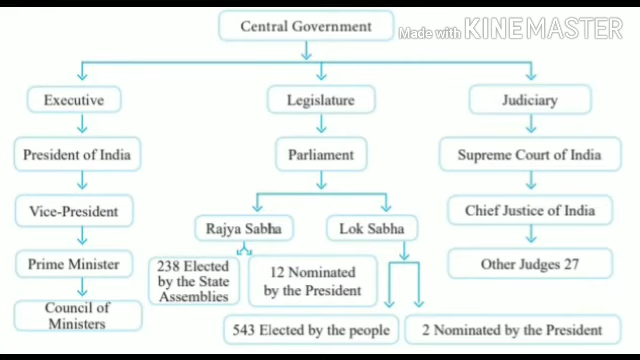 Central Government
Made with KINEMASTER
Executive
Legislature
Judiciary
President of India
Parliament
Supreme Court of India
Vice-President
Rajya Sabha
Lok Sabha
Chief Justice of India
Prime Minister
238 Elected
by the State
Assemblies
12 Nominated
by the President
Other Judges 27
Council of
Ministers
543 Elected by the people
2 Nominated by the President